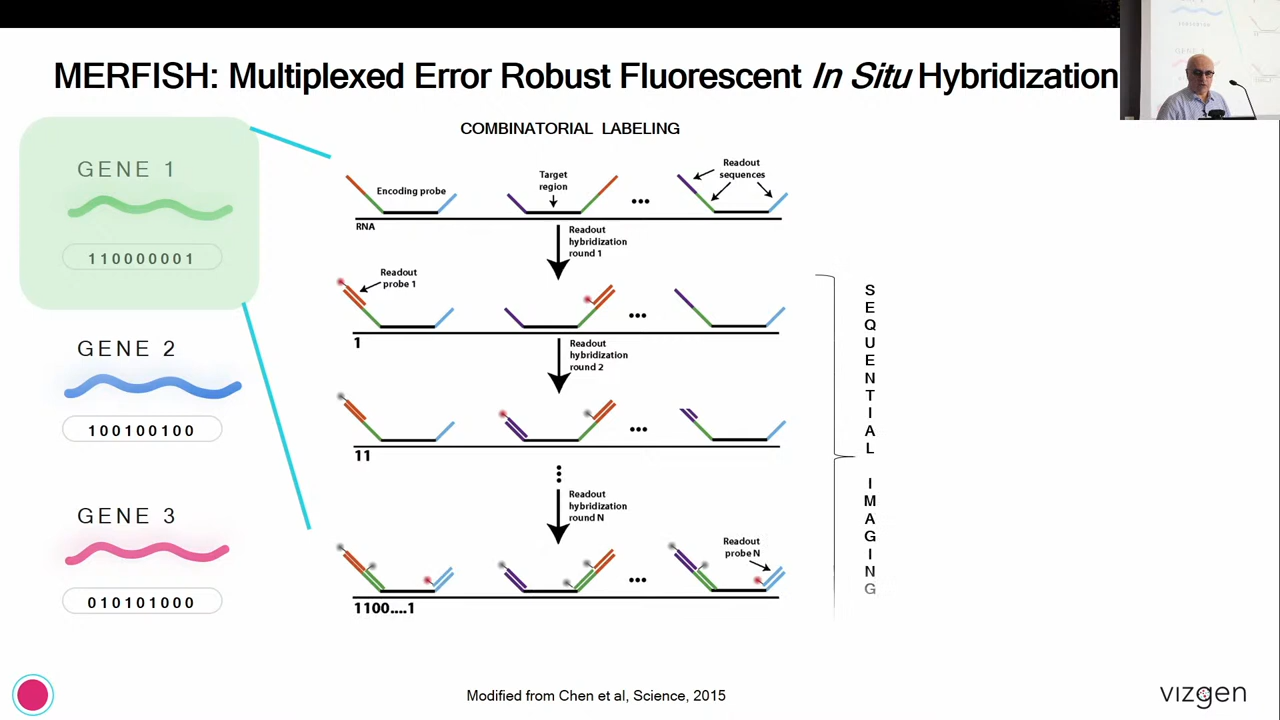 MERFISH: Multiplexed Error Robust Fluorescent In Situ Hybridization
COMBINATORIAL LABELING
GENE 1
110000001
GENE 2
100100100
GENE 3
010101000
Encoding probe
Target
region
Readout
sequences
RNA
Readout
hybridization
round 1
Readout
probe 1
1
Readout
hybridization
round 2
11
Readout
hybridization
round N
Readout
probe N
1100....1
SEQUENTIAL IMAGING
Modified from Chen et al, Science, 2015
vizgen